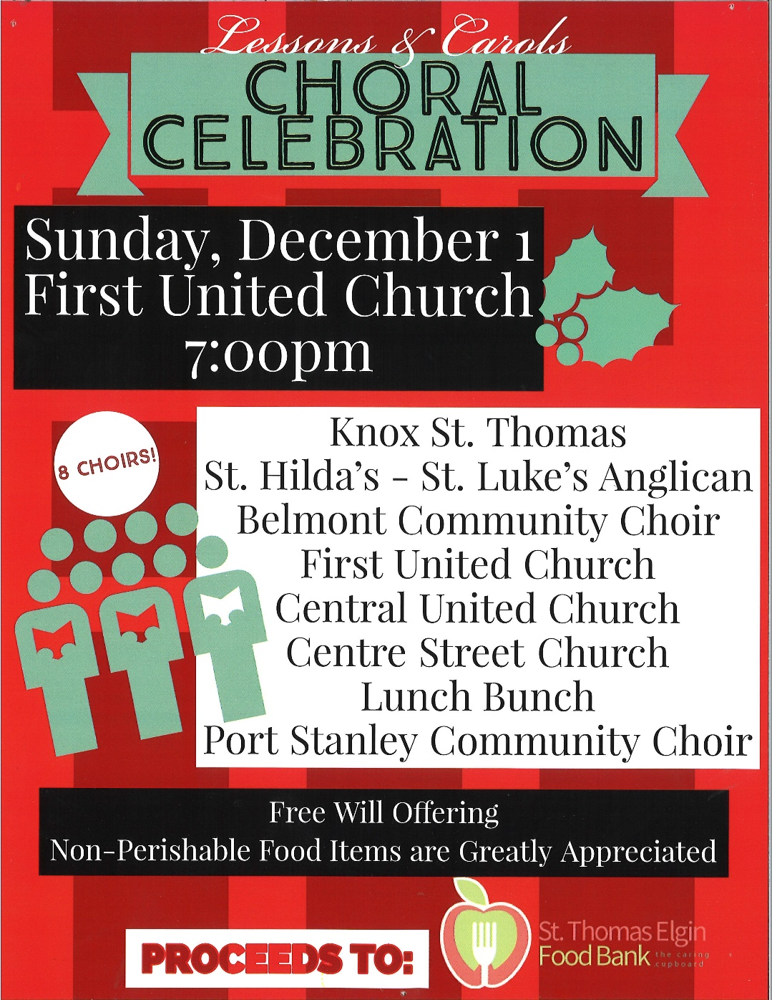 Lessons & Carols
CHORAL
CELEBRATION
Sunday, December 1
First United Church
7:00pm
8 CHOIRS!
Knox St. Thomas
St. Hilda's - St. Luke's Anglican
Belmont Community Choir
First United Church
Central United Church
Centre Street Church
Lunch Bunch
Port Stanley Community Choir
Free Will Offering
Non-Perishable Food Items are Greatly Appreciated
PROCEEDS TO:
St. Thomas Elgin
Food Bank the caring
cupboard